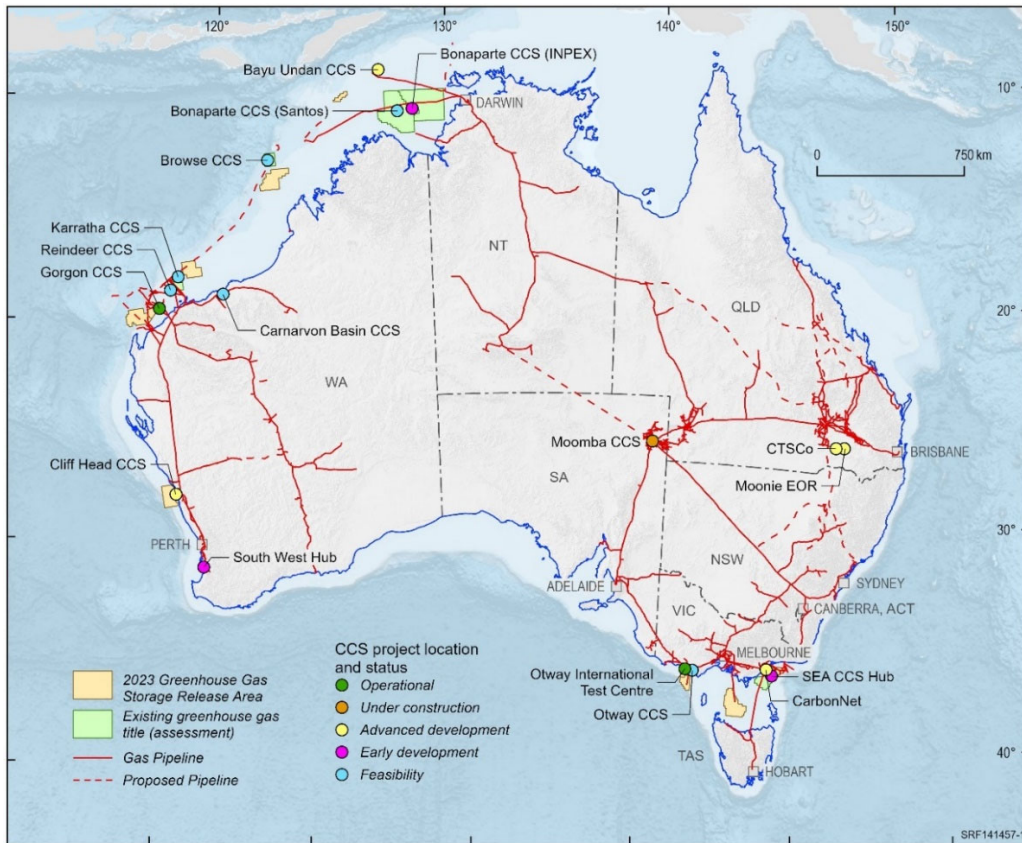 120°
130°
140°
150°
Bonaparte CCS (INPEX)
Bayu Undan CCS
10°
Bonaparte CCS (Santos)
DARWIN
Browse CCS
0
750 km
Karratha CCS
Reindeer CCS
Gorgon CCS
NT
QLD
20°
Carnarvon Basin CCS
WA
Moomba CCS
CTSCo
BRISBANE
Cliff Head CCS
SA
Moonie EOR
PERTH
30°
South West Hub
NSW
ADELAIDE
SYDNEY
VIC
CANBERRA, ACT
MELBOURNE
Otway International
Test Centre
SEA CCS Hub
Otway CCS
CarbonNet
TAS
40°
HOBART
2023 Greenhouse Gas
Storage Release Area
Existing greenhouse gas
title (assessment)
Gas Pipeline
Proposed Pipeline
CCS project location
and status
Operational
Under construction
Advanced development
Early development
Feasibility